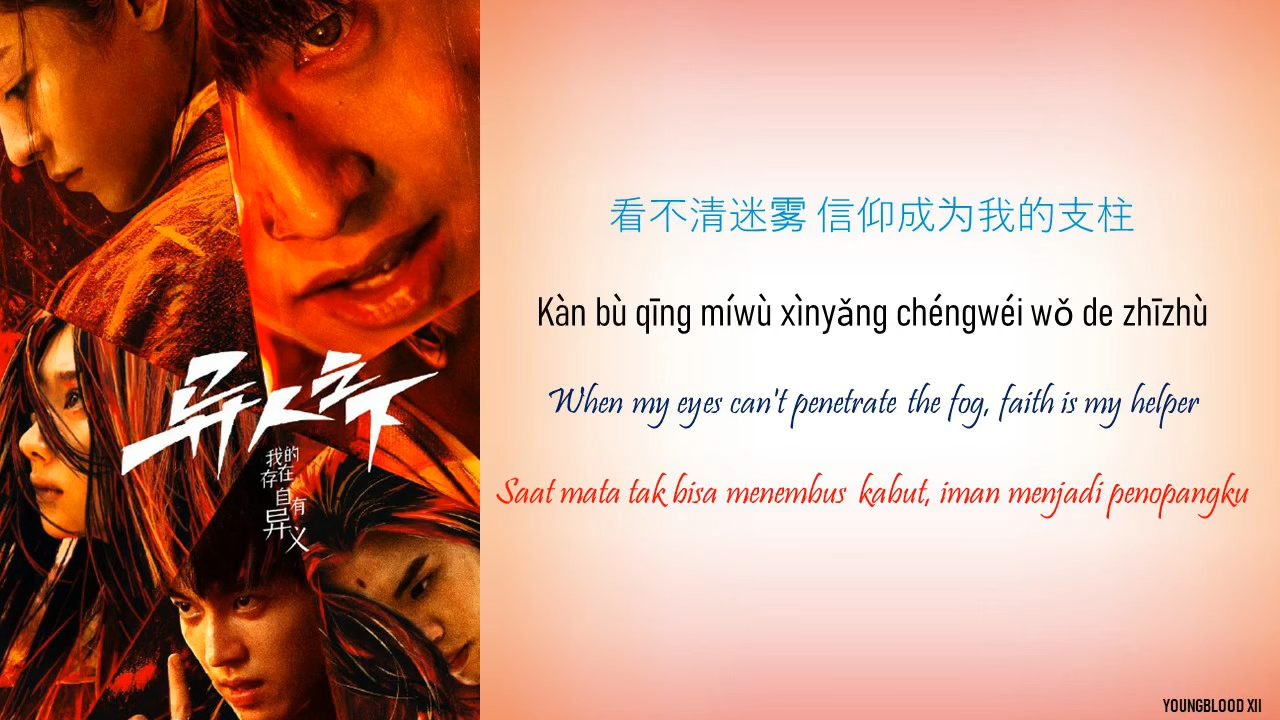 异人之下
我的
存在
自有
异义
看不清迷雾 信仰成为我的支柱
Kàn bù qīng míwù xìnyǎng chéngwéi wǒ de zhīzhù
When my eyes can't penetrate the fog, faith is my helper
Saat mata tak bisa menembus kabut, iman menjadi penopangku
YOUNGBLOOD XII